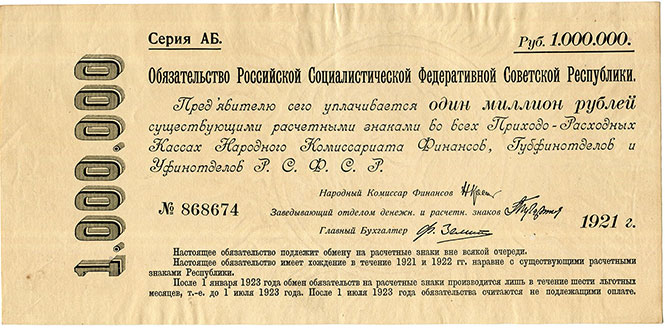 Серия АБ.
Руб. 1.000.000.
1.000.000
Обязательство Российской Социалистической Федеративной Советской Республики.
Пред'явителю сего уплачивается один миллион рублей
существующими расчетными знаками во всех Приходо-Расходных
Кассах Народного Комиссариата Финансов, Губфинотделов и
Уфинотделов Р. С. Ф. С. Р.
Народный Комиссар Финансов
№ 868674
Заведывающий отделом денежн. и расчетн. знаков
1921 г.
Главный Бухгалтер
Настоящее обязательство подлежит обмену на расчетные знаки вне всякой очереди.
Настоящее обязательство имеет хождение в течение 1921 и 1922 гг. наравне с существующими расчетными
знаками Республики.
После 1 января 1923 года обмен обязательств на расчетные знаки производится лишь в течение шести льготных
месяцев, т.-е. до 1 июля 1923 года. После 1 июля 1923 года обязательства считаются не подлежащими оплате.